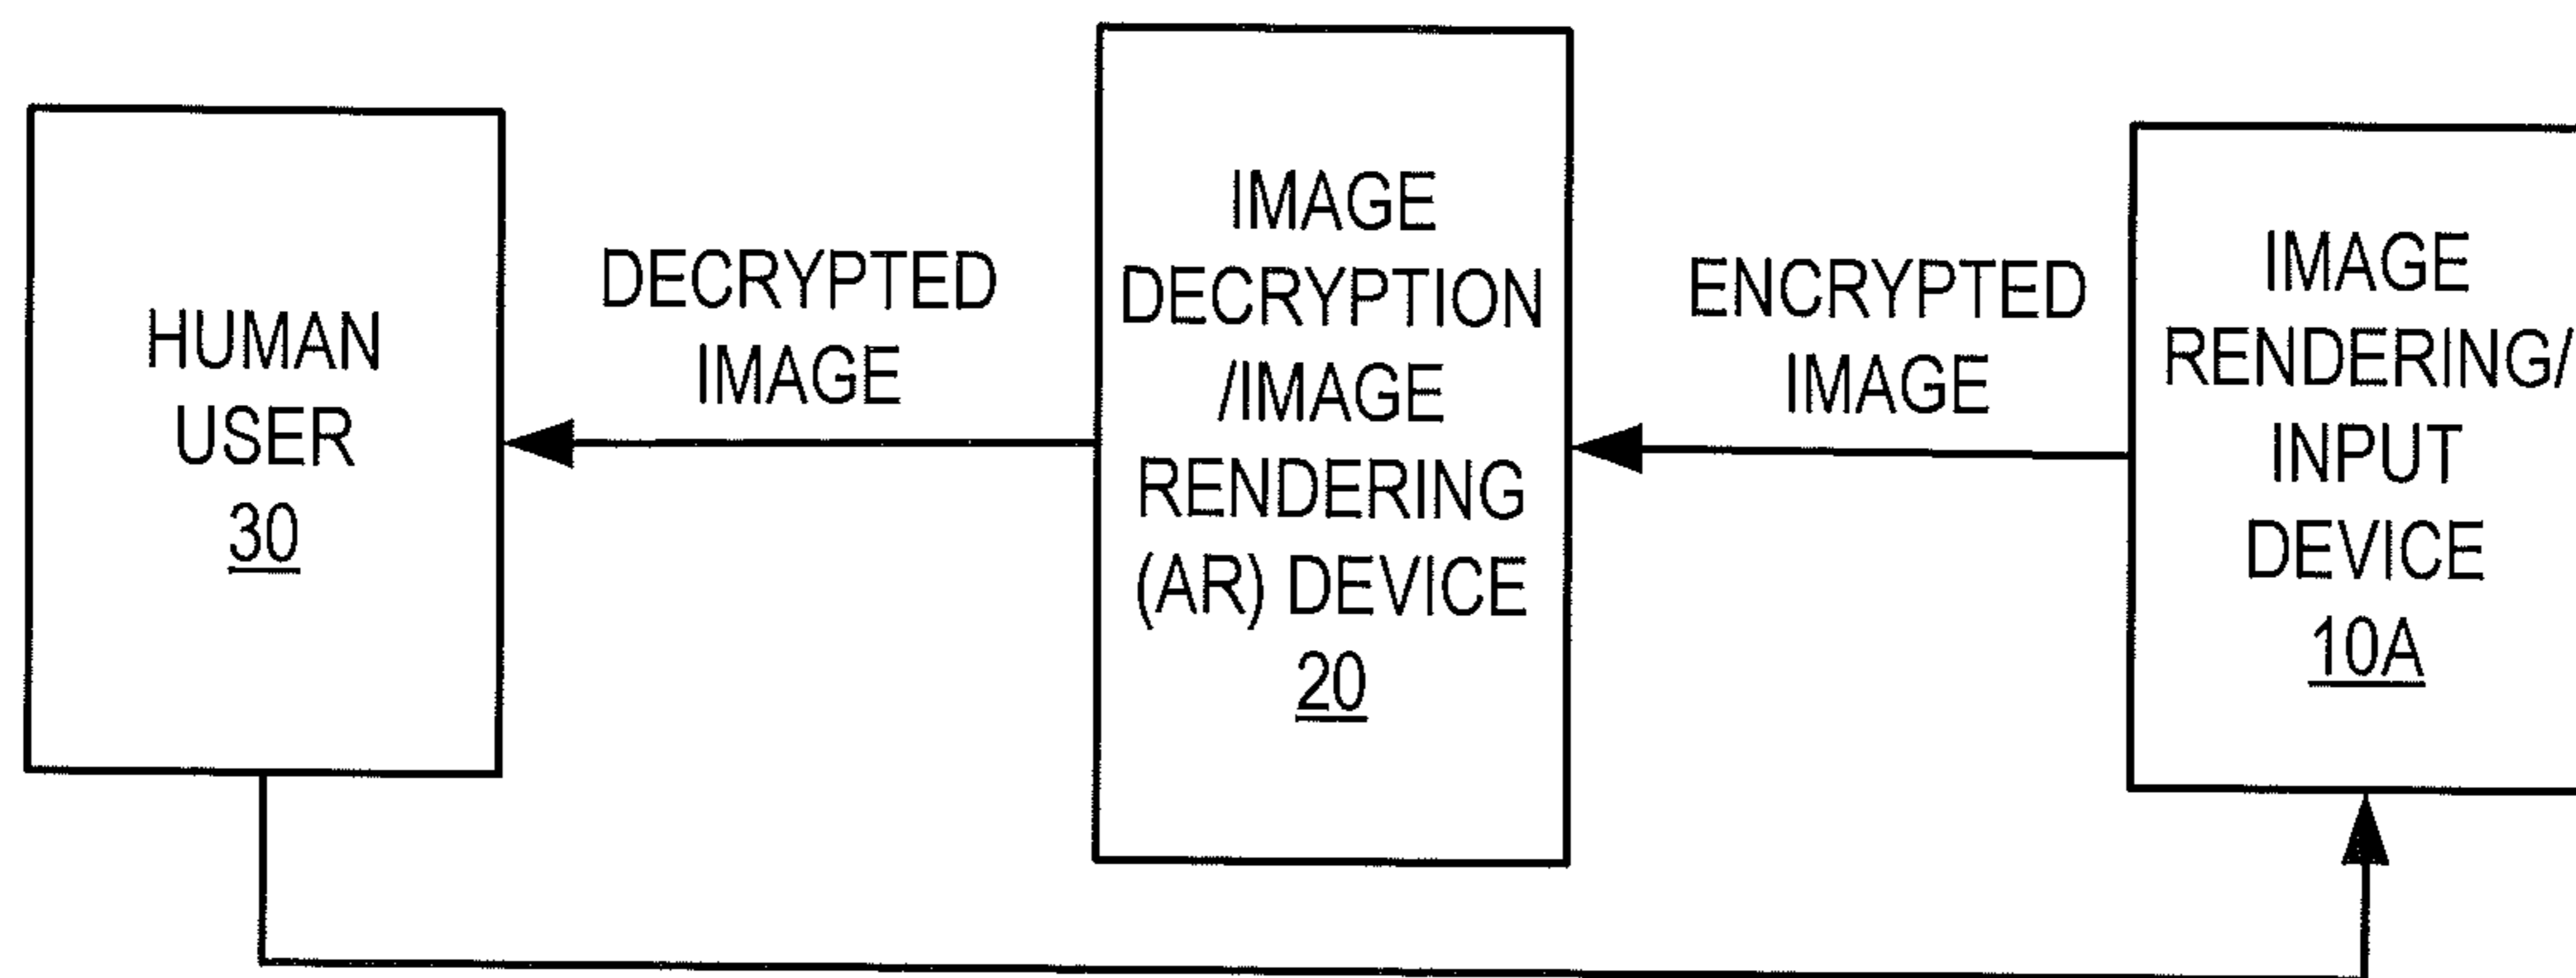 HUMAN
USER
30
DECRYPTED
IMAGE
IMAGE
DECRYPTION
/IMAGE
RENDERING
(AR) DEVICE
20
ENCRYPTED
IMAGE
IMAGE
RENDERING/
INPUT
DEVICE
10A